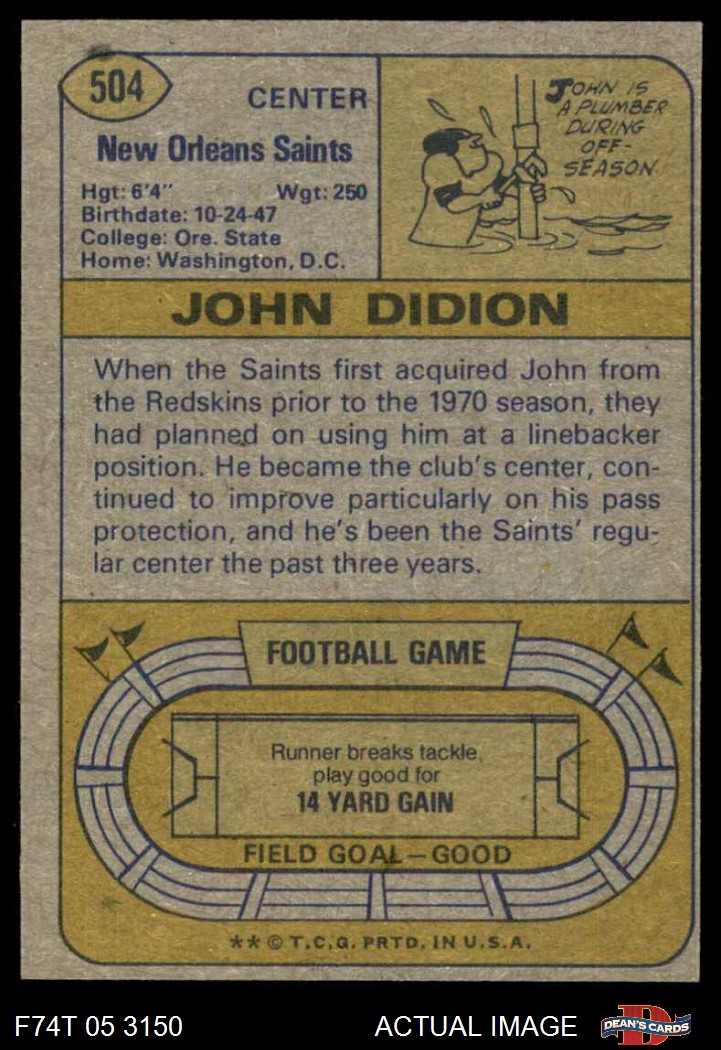 504
CENTER
New Orleans Saints
Hgt: 6'4" Wgt: 250
Birthdate: 10-24-47
College: Ore. State
Home: Washington, D.C.
JOHN IS
A PLUMBER
DURING
OFF-
SEASON.
JOHN DIDION
When the Saints first acquired John from
the Redskins prior to the 1970 season, they
had planned on using him at a linebacker
position. He became the club's center, con-
tinued to improve particularly on his pass
protection, and he's been the Saints' regu-
lar center the past three years.
FOOTBALL GAME
Runner breaks tackle,
play good for
14 YARD GAIN
FIELD GOAL—GOOD
** © T.C.G. PRTD. IN U.S.A.
F74T 05 3150 ACTUAL IMAGE
D
DEAN'S CARDS